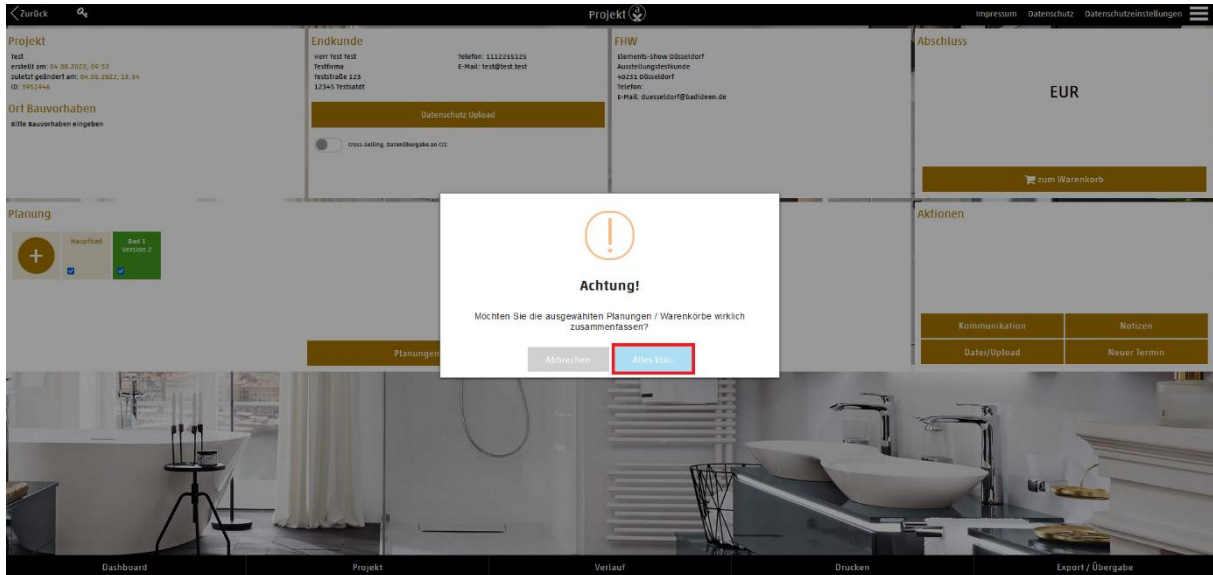 Zurück
Projekt
Impressum Datenschutz Datenschutzeinstellungen
Projekt
Test
erstellt am: 04.08.2022, 09:52
zuletzt geändert am: 04.08.2022, 10:14
ID: 3951946
Ort Bauvorhaben
Bitte Bauvorhaben eingeben
Endkunde
Herr Test Test
Testfirma
Teststraße 123
12345 Testsatdt
Telefon: 1112255125
E-Mail: test@test.test
Datenschutz Upload
Cross-Selling, Datenübergabe an CCC
FHW
Elements-Show Düsseldorf
Ausstellungstestkunde
40231 Düsseldorf
Telefon:
E-Mail: duesseldorf@badideen.de
Abschluss
EUR
zum Warenkorb
Planung
+
Hauptbad
Bad 1
Version 2
Planungen
Achtung!
Möchten Sie die ausgewählten Planungen / Warenkörbe wirklich
zusammenfassen?
Abbrechen
Alles klar.
Aktionen
Kommunikation
Notizen
Datei/Upload
Neuer Termin
Dashboard
Projekt
Verlauf
Drucken
Export / Übergabe